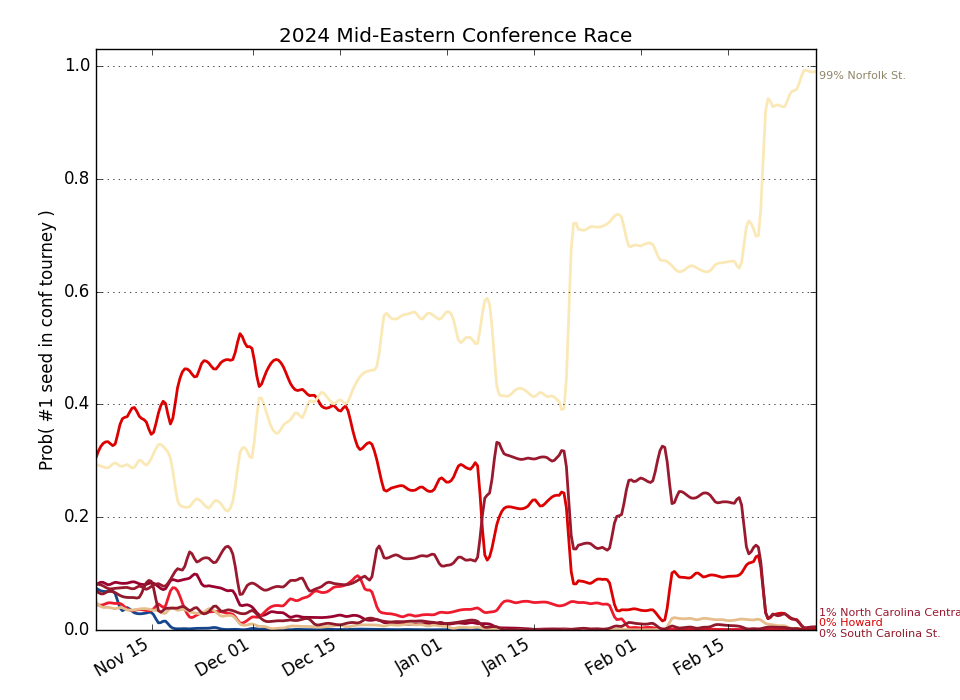 2024 Mid-Eastern Conference Race
Prob( #1 seed in conf tourney )
1.0
0.8
0.6
0.4
0.2
0.0
Nov 15
Dec 01
Dec 15
Jan 01
Jan 15
Feb 01
Feb 15
99% Norfolk St.
1% North Carolina Centra
0% Howard
0% South Carolina St.